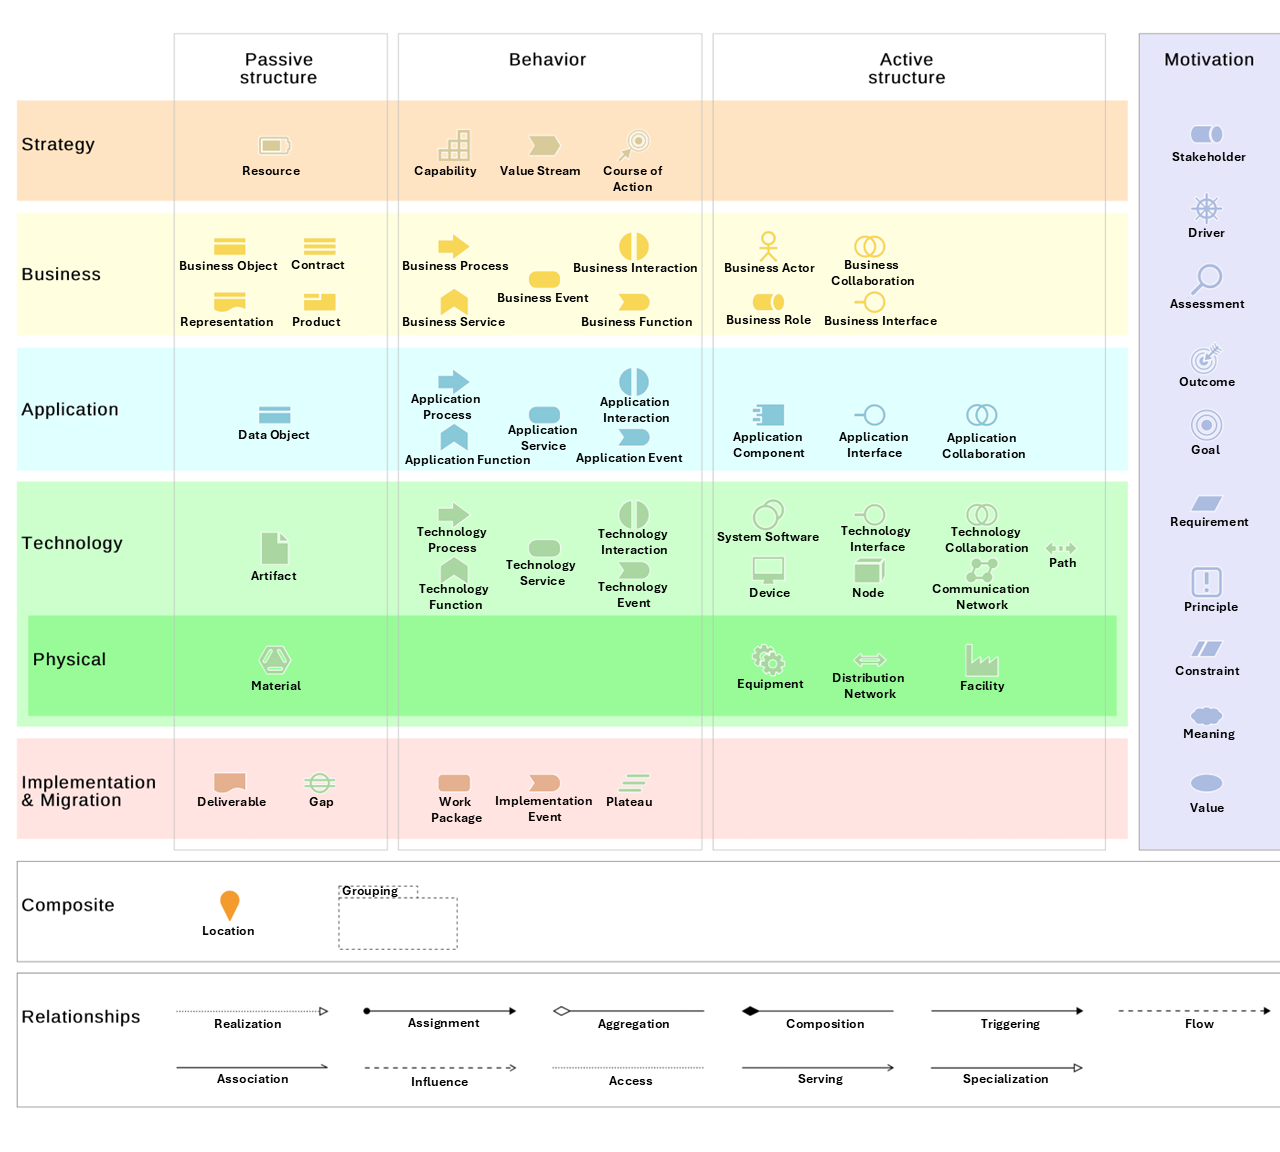 Passive
structure
Behavior
Active
structure
Motivation
Strategy
Resource
Capability
Value Stream
Course of
Action
Stakeholder
Driver
Business
Business Object
Contract
Representation
Product
Business Process
Business Interaction
Business Event
Business Service
Business Function
Business Actor
Business
Collaboration
Business Role
Business Interface
Assessment
Outcome
Application
Data Object
Application
Process
Application
Interaction
Application
Service
Application Function
Application Event
Application
Component
Application
Interface
Application
Collaboration
Goal
Requirement
Technology
Artifact
Technology
Process
Technology
Interaction
Technology
Service
Technology
Function
Technology
Event
System Software
Technology
Interface
Technology
Collaboration
Path
Device
Node
Communication
Network
Principle
Physical
Material
Equipment
Distribution
Network
Facility
Constraint
Meaning
Implementation
& Migration
Deliverable
Gap
Work
Package
Implementation
Event
Plateau
Value
Composite
Location
Grouping
Relationships
Realization
Assignment
Aggregation
Composition
Triggering
Flow
Association
Influence
Access
Serving
Specialization